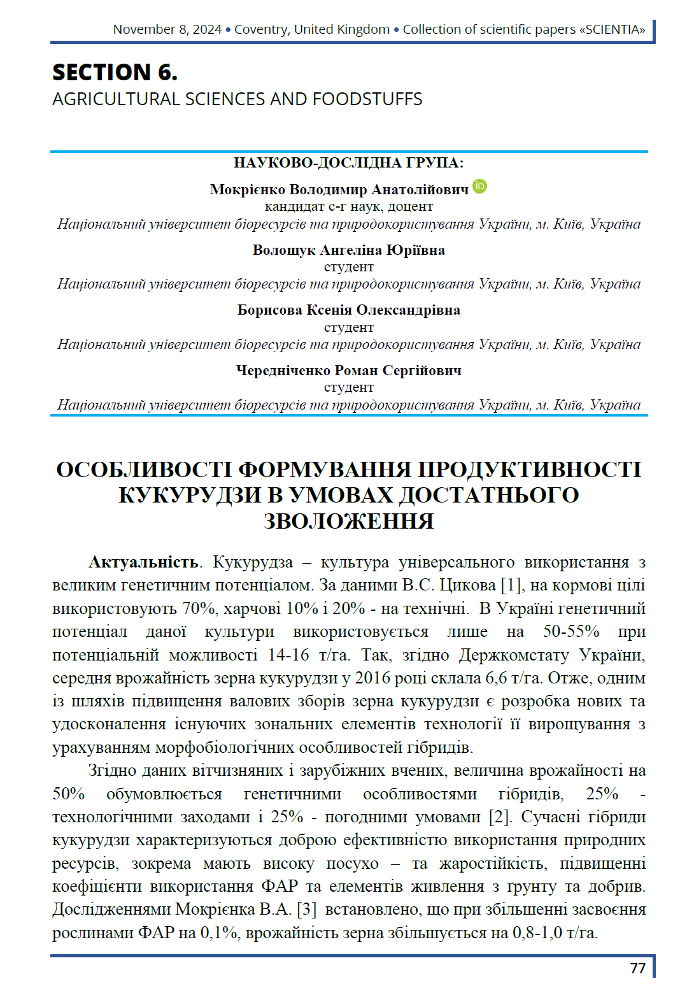 November 8, 2024 • Coventry, United Kingdom • Collection of scientific papers «SCIENTIA»
SECTION 6.
AGRICULTURAL SCIENCES AND FOODSTUFFS
НАУКОВО-ДОСЛІДНА ГРУПА:
Мокрієнко Володимир Анатолійович iD
кандидат с-г наук, доцент
Національний університет біоресурсів та природокористування України, м. Київ, Україна
Волощук Ангеліна Юріївна
студент
Національний університет біоресурсів та природокористування України, м. Київ, Україна
Борисова Ксенія Олександрівна
студент
Національний університет біоресурсів та природокористування України, м. Київ, Україна
Чередніченко Роман Сергійович
студент
Національний університет біоресурсів та природокористування України, м. Київ, Україна
ОСОБЛИВОСТІ ФОРМУВАННЯ ПРОДУКТИВНОСТІ
КУКУРУДЗИ В УМОВАХ ДОСТАТНЬОГО
ЗВОЛОЖЕННЯ
Актуальність. Кукурудза – культура універсального використання з
великим генетичним потенціалом. За даними В.С. Цикова [1], на кормові цілі
використовують 70%, харчові 10% і 20% - на технічні. В Україні генетичний
потенціал даної культури використовується лише на 50-55% при
потенціальній можливості 14-16 т/га. Так, згідно Держкомстату України,
середня врожайність зерна кукурудзи у 2016 році склала 6,6 т/га. Отже, одним
із шляхів підвищення валових зборів зерна кукурудзи є розробка нових та
удосконалення існуючих зональних елементів технології її вирощування з
урахуванням морфобіологічних особливостей гібридів.
Згідно даних вітчизняних і зарубіжних вчених, величина врожайності на
50% обумовлюється генетичними особливостями гібридів, 25% -
технологічними заходами і 25% - погодними умовами [2]. Сучасні гібриди
кукурудзи характеризуються доброю ефективністю використання природних
ресурсів, зокрема мають високу посухо – та жаростійкість, підвищенні
коефіцієнти використання ФАР та елементів живлення з ґрунту та добрив.
Дослідженнями Мокрієнка В.А. [3] встановлено, що при збільшенні засвоєння
рослинами ФАР на 0,1%, врожайність зерна збільшується на 0,8-1,0 т/га.
77